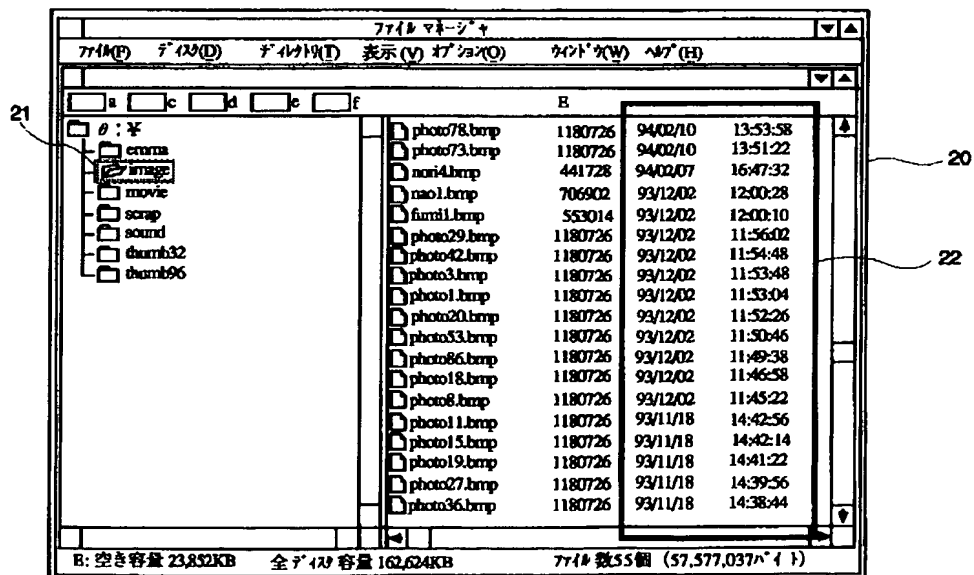 ファイル マネージャ
ファイル(F) ディスク(D) ディレクトリ(T) 表示(V) オプション(O) ウィンドウ(W) ヘルプ(H)
a c d e f E
21
20
22
θ:¥
emma
image
movie
scrap
sound
thumb32
thumb96
photo78.bmp 1180726 94/02/10 13:53:58
photo73.bmp 1180726 94/02/10 13:51:22
nori4.bmp 441728 94/02/07 16:47:32
nao1.bmp 706902 93/12/02 12:00:28
fumi1.bmp 553014 93/12/02 12:00:10
photo29.bmp 1180726 93/12/02 11:56:02
photo42.bmp 1180726 93/12/02 11:54:48
photo3.bmp 1180726 93/12/02 11:53:48
photo1.bmp 1180726 93/12/02 11:53:04
photo20.bmp 1180726 93/12/02 11:52:26
photo53.bmp 1180726 93/12/02 11:50:46
photo86.bmp 1180726 93/12/02 11:49:38
photo18.bmp 1180726 93/12/02 11:46:58
photo8.bmp 1180726 93/12/02 11:45:22
photo11.bmp 1180726 93/11/18 14:42:56
photo15.bmp 1180726 93/11/18 14:42:14
photo19.bmp 1180726 93/11/18 14:41:22
photo27.bmp 1180726 93/11/18 14:39:56
photo36.bmp 1180726 93/11/18 14:38:44
E: 空き容量 23,852KB 全ディスク容量 162,624KB ファイル数55個 (57,577,037バイト)